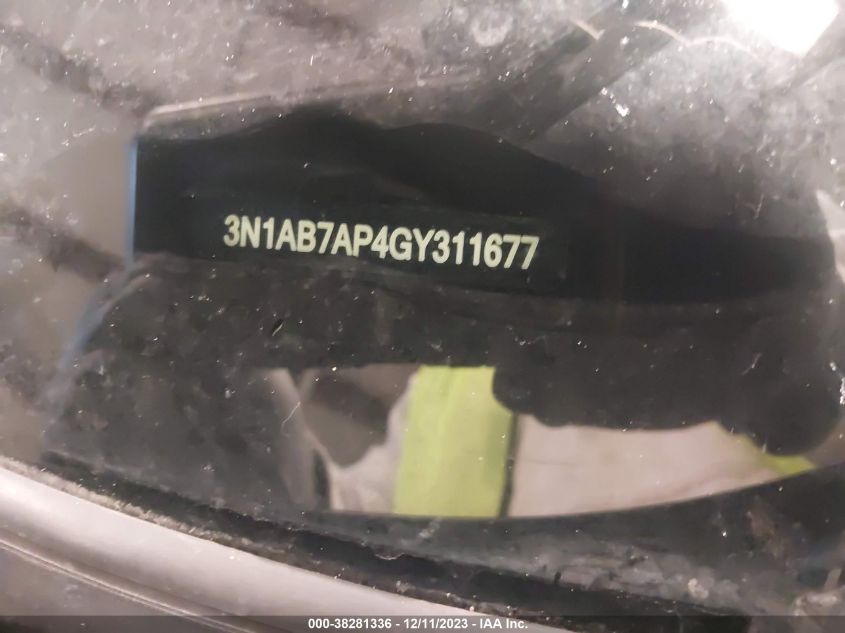 3N1AB7AP4GY311677
000-38281336 - 12/11/2023 - IAA Inc.